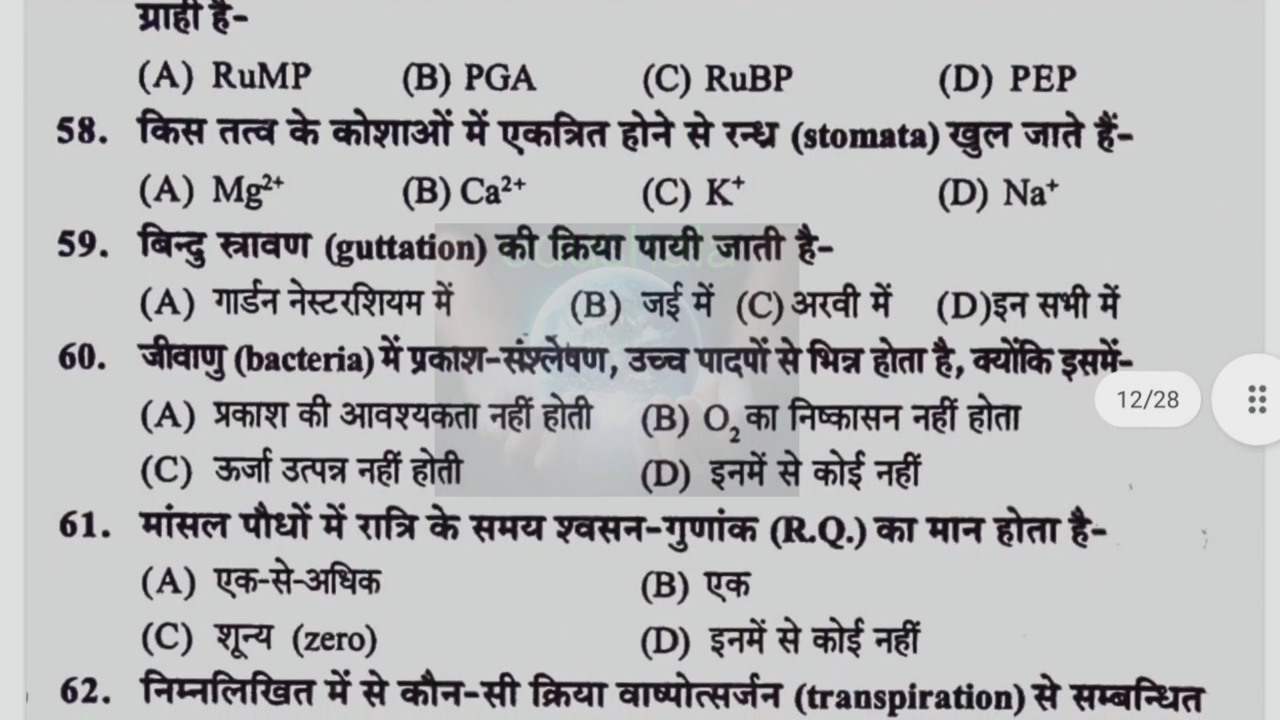 ग्राही है-
(A) RuMP (B) PGA (C) RuBP (D) PEP
58. किस तत्व के कोशाओं में एकत्रित होने से रन्ध्र (stomata) खुल जाते हैं-
(A) Mg²⁺ (B) Ca²⁺ (C) K⁺ (D) Na⁺
59. बिन्दु स्त्रावण (guttation) की क्रिया पायी जाती है-
(A) गार्डन नेस्टरशियम में (B) जई में (C) अरवी में (D)इन सभी में
60. जीवाणु (bacteria) में प्रकाश-संश्लेषण, उच्च पादपों से भिन्न होता है, क्योंकि इसमें-
(A) प्रकाश की आवश्यकता नहीं होती (B) O₂ का निष्कासन नहीं होता
12/28
(C) ऊर्जा उत्पन्न नहीं होती (D) इनमें से कोई नहीं
61. मांसल पौधों में रात्रि के समय श्वसन-गुणांक (R.Q.) का मान होता है-
(A) एक-से-अधिक (B) एक
(C) शून्य (zero) (D) इनमें से कोई नहीं
62. निम्नलिखित में से कौन-सी क्रिया वाष्पोत्सर्जन (transpiration) से सम्बन्धित